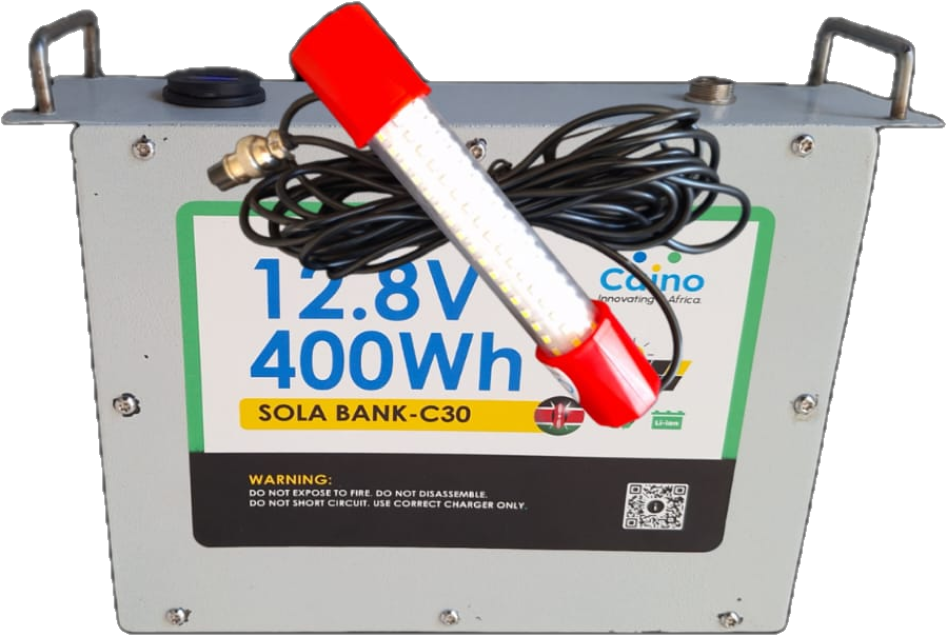 12.8V
Caino
Innovating Africa.
400Wh
SOLA BANK-C30
Li-ion
WARNING:
DO NOT EXPOSE TO FIRE. DO NOT DISASSEMBLE.
DO NOT SHORT CIRCUIT. USE CORRECT CHARGER ONLY.